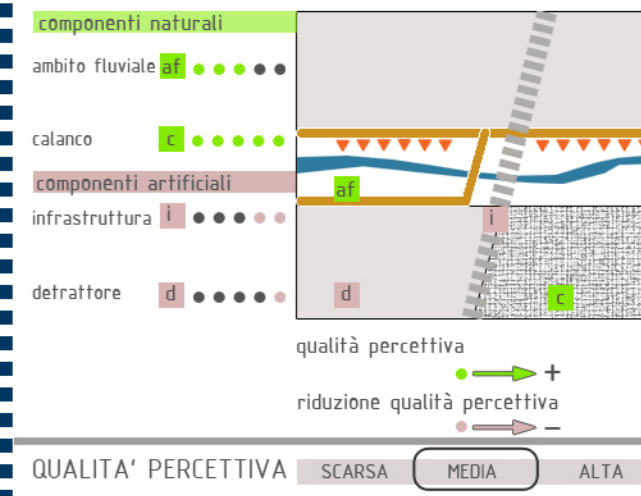 componenti naturali
ambito fluviale af
calanco c
componenti artificiali
af
infrastruttura i
i
detrattore d
d
c
qualità percettiva
+
riduzione qualità percettiva
–
QUALITA' PERCETTIVA SCARSA MEDIA ALTA